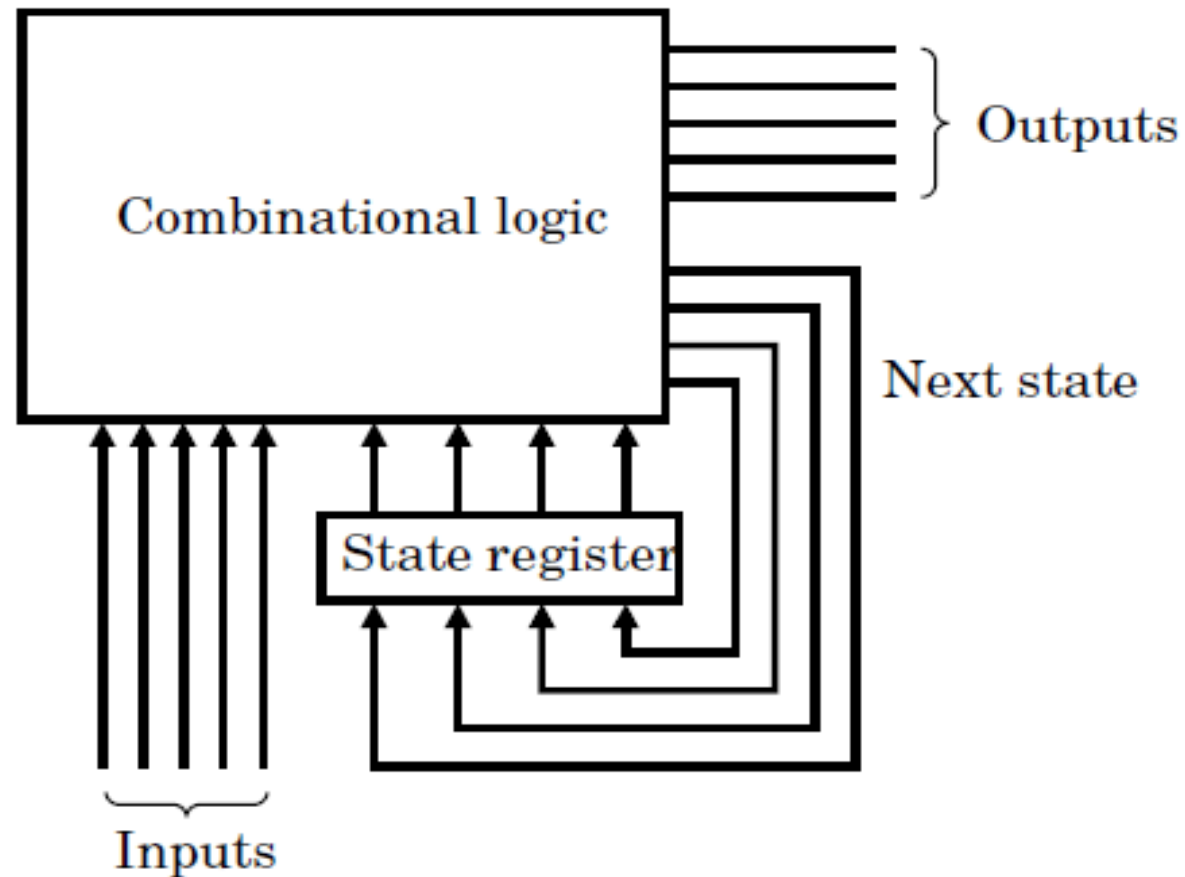 Outputs
Combinational logic
Next state
State register
Inputs